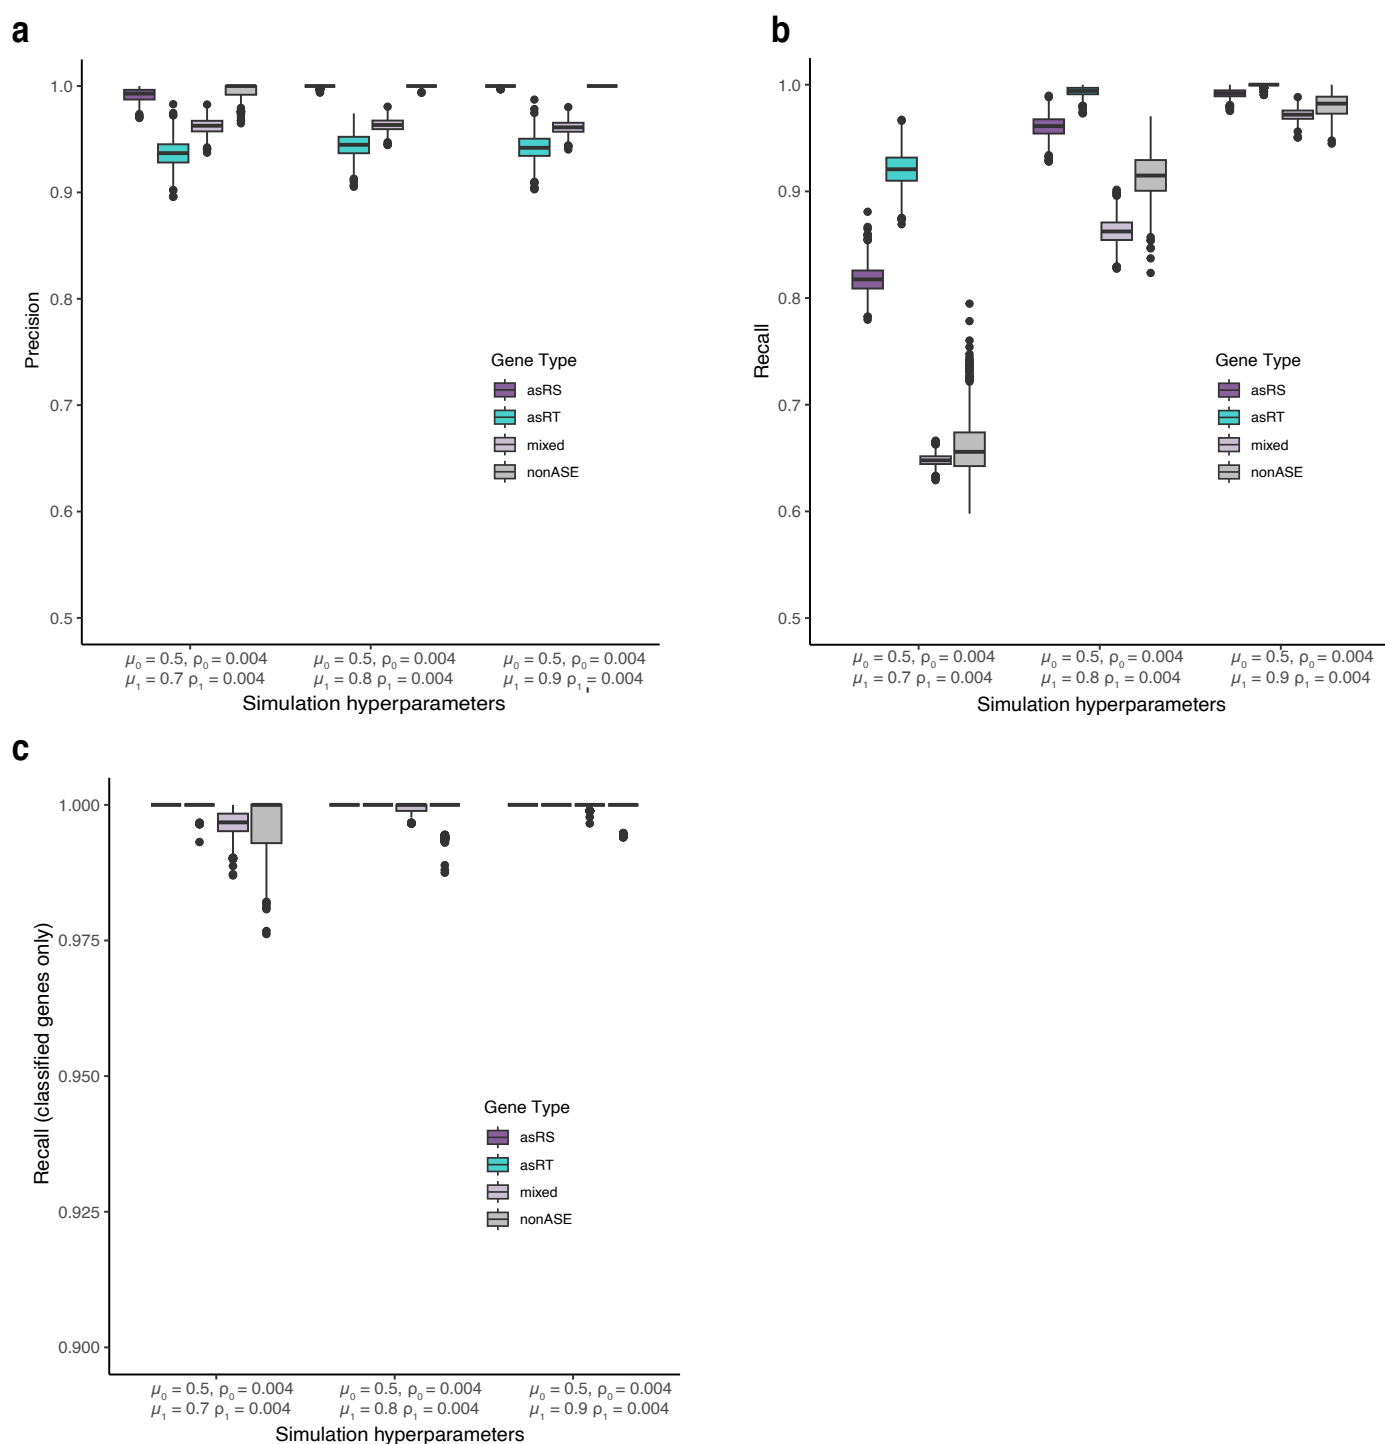 a
1.0
0.9
0.8
0.7
0.6
0.5
Precision
Gene Type
asRS
asRT
mixed
nonASE
μ₀ = 0.5, ρ₀ = 0.004
μ₁ = 0.7 ρ₁ = 0.004
μ₀ = 0.5, ρ₀ = 0.004
μ₁ = 0.8 ρ₁ = 0.004
μ₀ = 0.5, ρ₀ = 0.004
μ₁ = 0.9 ρ₁ = 0.004
Simulation hyperparameters
b
1.0
0.9
0.8
0.7
0.6
0.5
Recall
Gene Type
asRS
asRT
mixed
nonASE
μ₀ = 0.5, ρ₀ = 0.004
μ₁ = 0.7 ρ₁ = 0.004
μ₀ = 0.5, ρ₀ = 0.004
μ₁ = 0.8 ρ₁ = 0.004
μ₀ = 0.5, ρ₀ = 0.004
μ₁ = 0.9 ρ₁ = 0.004
Simulation hyperparameters
c
1.000
0.975
0.950
0.925
0.900
Recall (classified genes only)
Gene Type
asRS
asRT
mixed
nonASE
μ₀ = 0.5, ρ₀ = 0.004
μ₁ = 0.7 ρ₁ = 0.004
μ₀ = 0.5, ρ₀ = 0.004
μ₁ = 0.8 ρ₁ = 0.004
μ₀ = 0.5, ρ₀ = 0.004
μ₁ = 0.9 ρ₁ = 0.004
Simulation hyperparameters